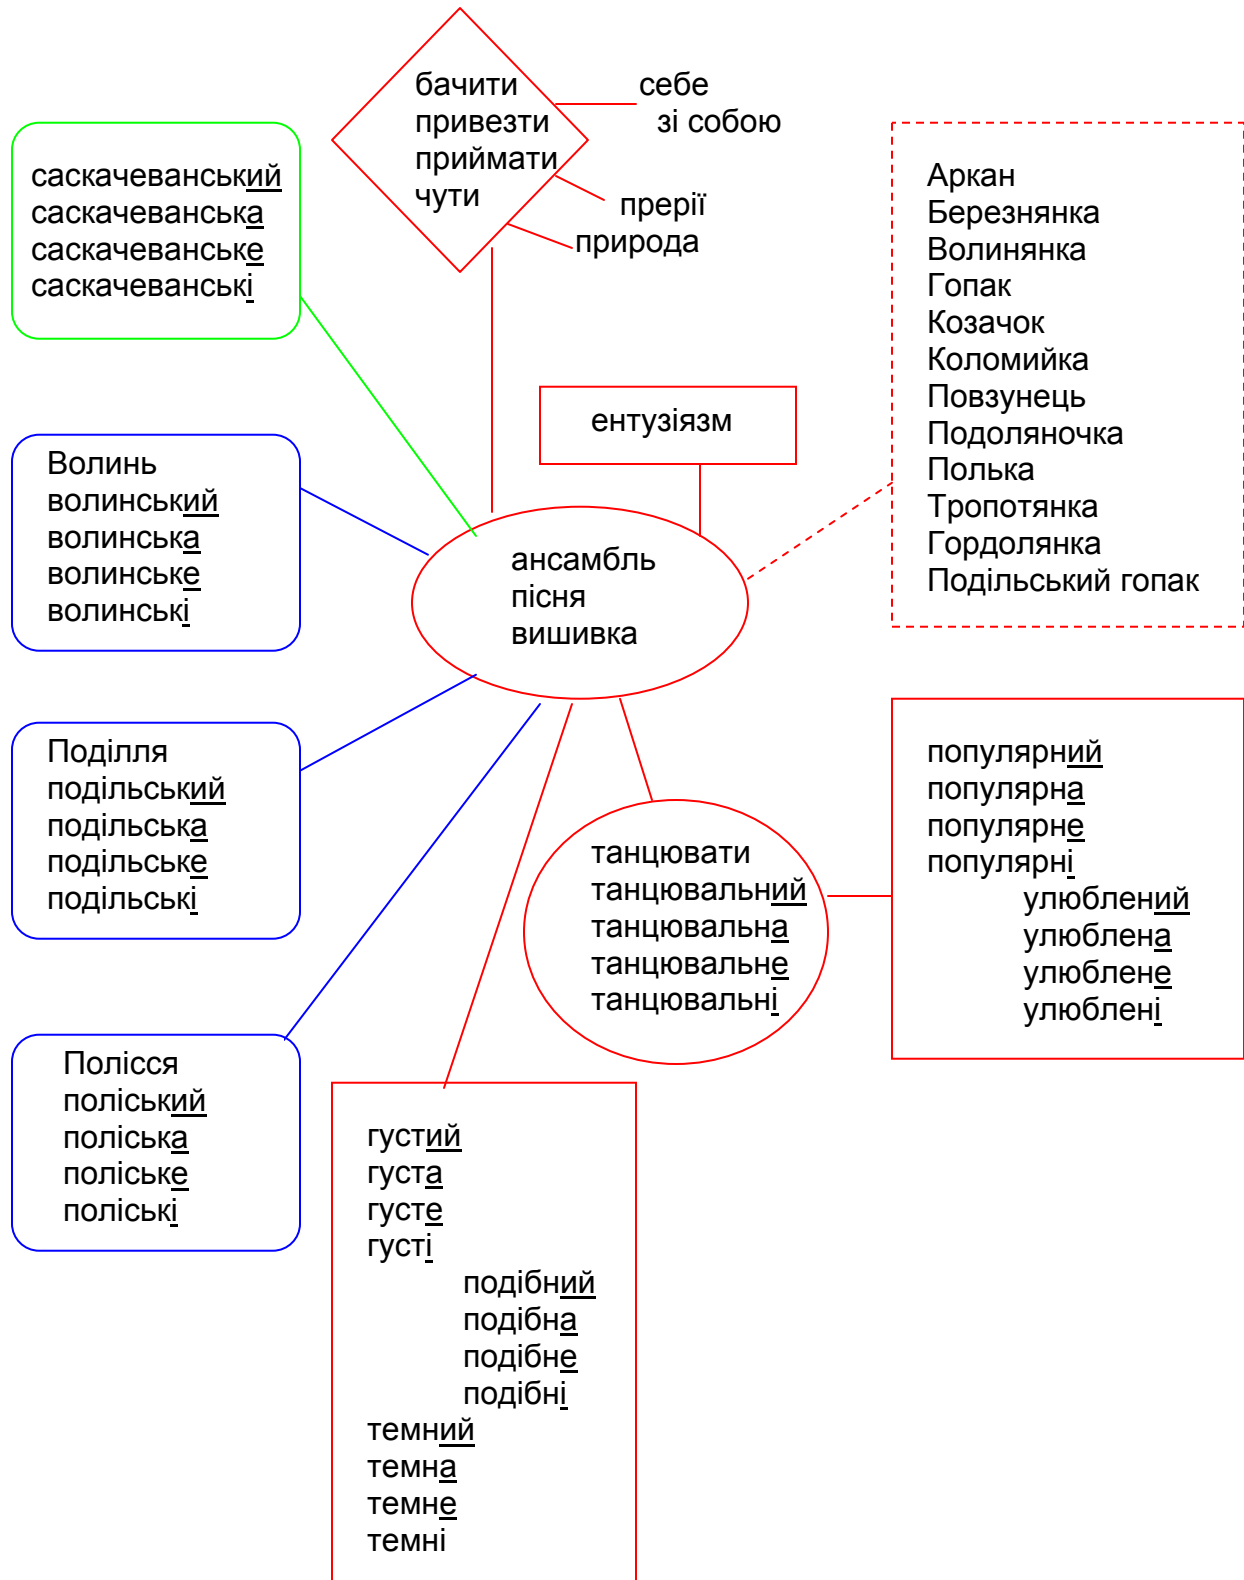 бачити
привезти
приймати
чути
себе
зі собою
прерії
природа
саскачеванський
саскачеванська
саскачеванське
саскачеванські
Аркан
Березнянка
Волинянка
Гопак
Козачок
Коломийка
Повзунець
Подоляночка
Полька
Тропотянка
Гордолянка
Подільський гопак
ентузіязм
Волинь
волинський
волинська
волинське
волинські
ансамбль
пісня
вишивка
Поділля
подільський
подільська
подільське
подільські
танцювати
танцювальний
танцювальна
танцювальне
танцювальні
популярний
популярна
популярне
популярні
улюблений
улюблена
улюблене
улюблені
Полісся
поліський
поліська
поліське
поліські
густий
густа
густе
густі
подібний
подібна
подібне
подібні
темний
темна
темне
темні